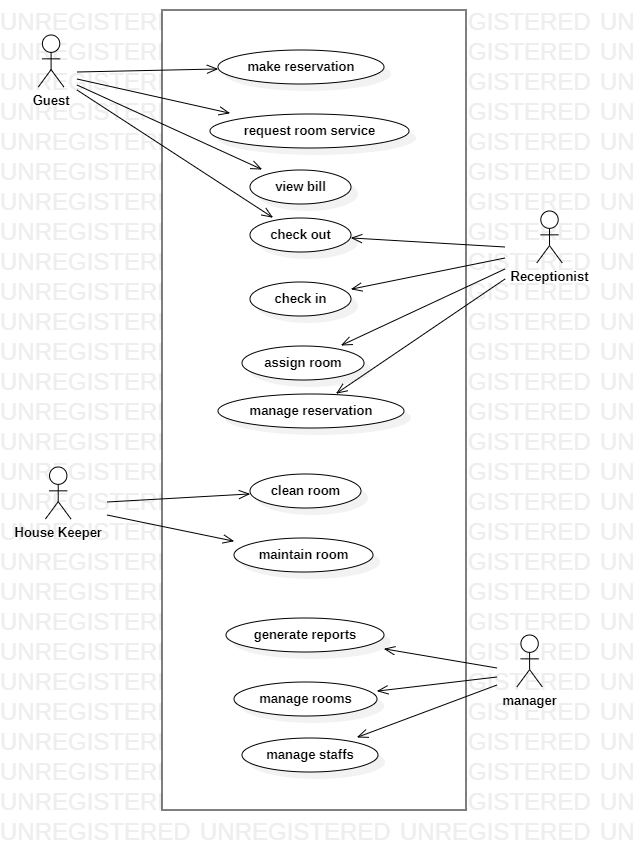 make reservation
Guest
request room service
view bill
check out
Receptionist
check in
assign room
manage reservation
clean room
House Keeper
maintain room
generate reports
manage rooms
manager
manage staffs
UNREGISTERED UNREGISTERED UNREGISTERED UN